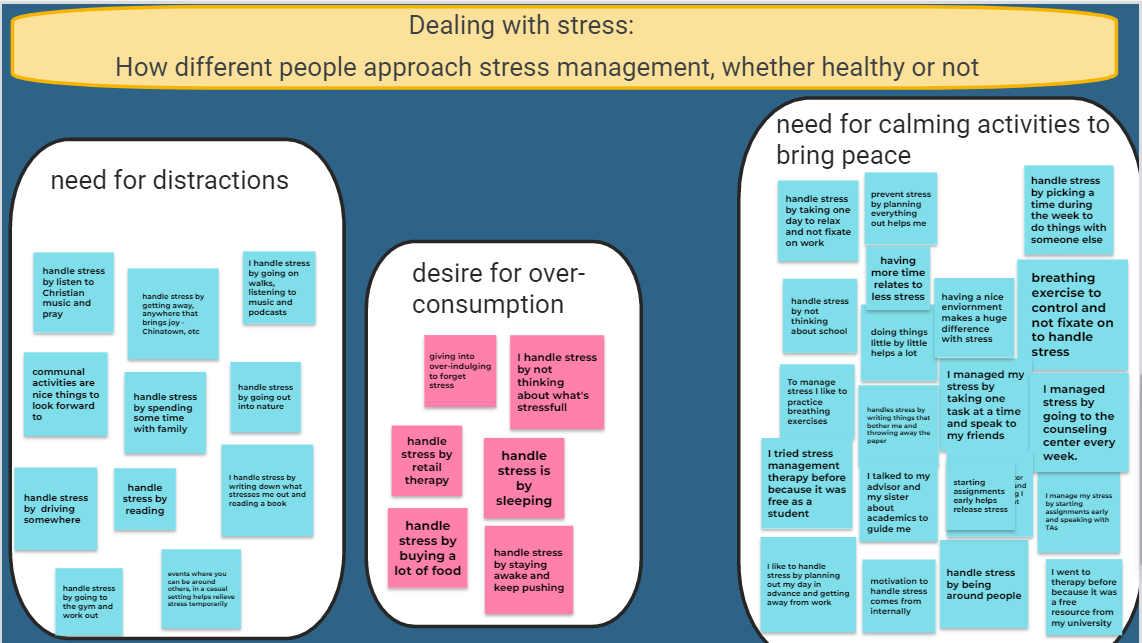 Dealing with stress:
How different people approach stress management, whether healthy or not
need for distractions
handle stress
by listen to
Christian
music and
pray
handle stress by
getting away,
anywhere that
brings joy -
Chinatown, etc
I handle stress
by going on
walks,
listening to
music and
podcasts
communal
activities are
nice things to
look forward
to
handle stress
by spending
some time
with family
handle stress
by going out
into nature
handle stress
by driving
somewhere
handle
stress by
reading
I handle stress by
writing down what
stresses me out and
reading a book
handle stress
by going to
the gym and
work out
events where you
can be around
others, in a casual
setting helps relieve
stress temporarily
desire for over-
consumption
giving into
over-indulging
to forget
stress
I handle stress
by not
thinking
about what's
stressfull
handle
stress by
retail
therapy
handle
stress is
by
sleeping
handle
stress by
buying a
lot of food
handle stress
by staying
awake and
keep pushing
need for calming activities to
bring peace
handle stress
by taking one
day to relax
and not fixate
on work
prevent stress
by planning
everything
out helps me
handle stress
by picking a
time during
the week to
do things with
someone else
having
more time
relates to
less stress
handle stress
by not
thinking
about school
doing things
little by little
helps a lot
having a nice
enviornment
makes a huge
difference
with stress
breathing
exercise to
control and
not fixate on
to handle
stress
To manage
stress I like to
practice
breathing
exercises
handles stress by
writing things that
bother me and
throwing away the
paper
I managed my
stress by
taking one
task at a time
and speak to
my friends
I managed
stress by
going to the
counseling
center every
week.
I tried stress
management
therapy before
because it was
free as a
student
I talked to my
advisor and
my sister
about
academics to
guide me
starting
assignments
early helps
release stress
I manage my stress
by starting
assignments early
and speaking with
TAs
I like to handle
stress by planning
out my day in
advance and getting
away from work
motivation to
handle stress
comes from
internally
handle stress
by being
around people
I went to
therapy before
because it was
a free
resource from
my university